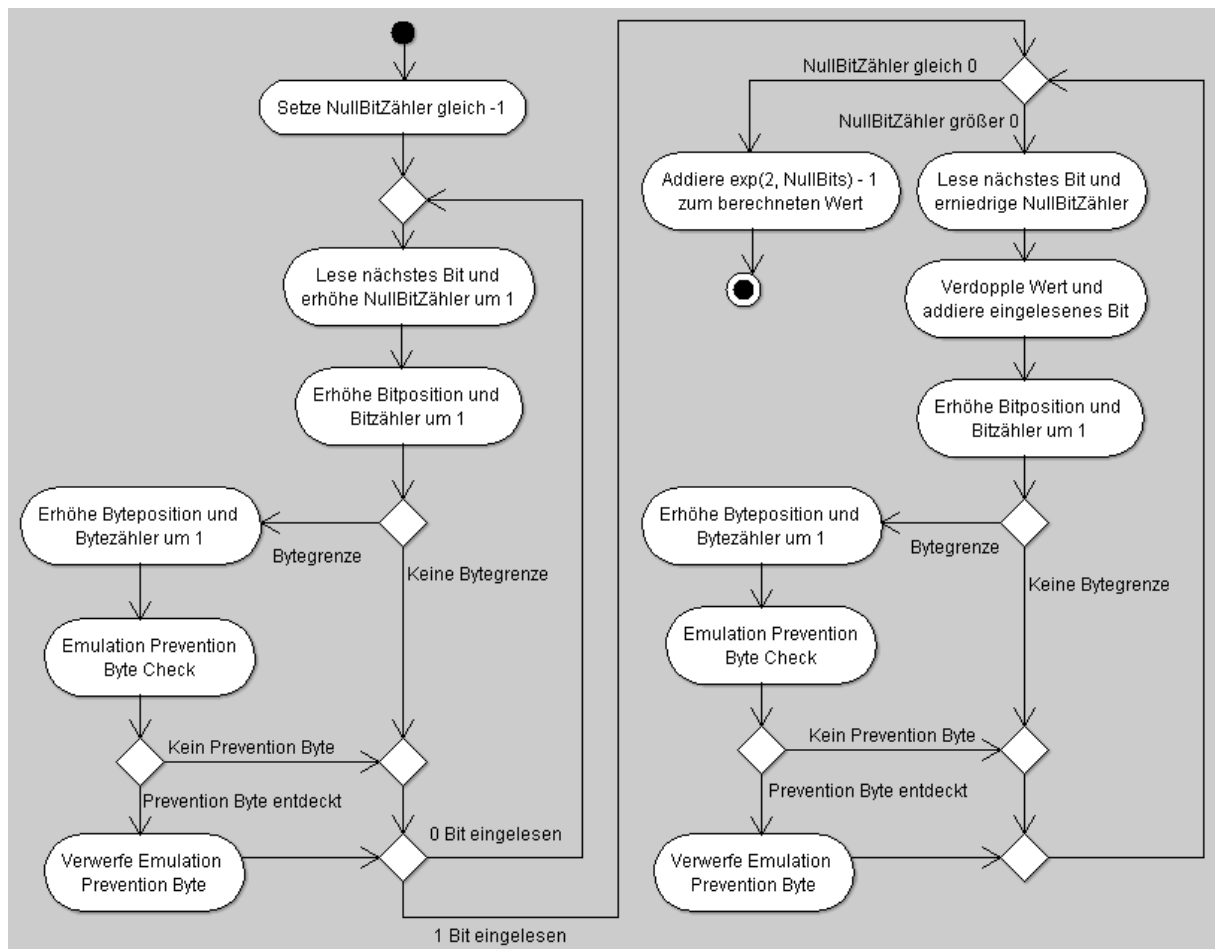 Setze NullBitZähler gleich -1
Lese nächstes Bit und
erhöhe NullBitZähler um 1
Erhöhe Bitposition und
Bitzähler um 1
Erhöhe Byteposition und
Bytezähler um 1
Bytegrenze
Keine Bytegrenze
Emulation Prevention
Byte Check
Kein Prevention Byte
Prevention Byte entdeckt
Verwerfe Emulation
Prevention Byte
0 Bit eingelesen
1 Bit eingelesen
NullBitZähler gleich 0
NullBitZähler größer 0
Addiere exp(2, NullBits) - 1
zum berechneten Wert
Lese nächstes Bit und
erniedrige NullBitZähler
Verdopple Wert und
addiere eingelesenes Bit
Erhöhe Bitposition und
Bitzähler um 1
Erhöhe Byteposition und
Bytezähler um 1
Bytegrenze
Keine Bytegrenze
Emulation Prevention
Byte Check
Kein Prevention Byte
Prevention Byte entdeckt
Verwerfe Emulation
Prevention Byte